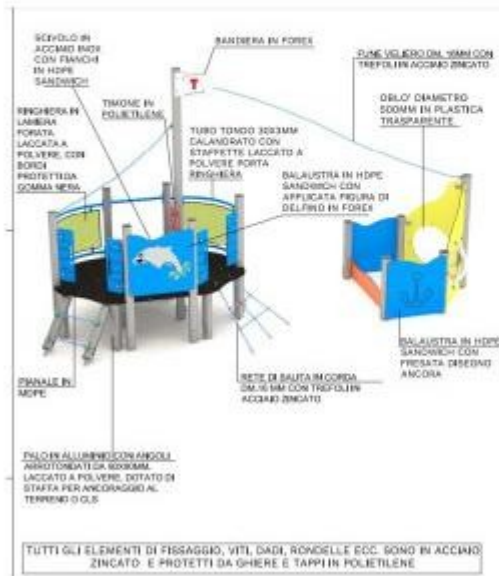 SCIVOLO IN
ACCIAIO INOX
CON FIANCHI
IN HDPE
SANDWICH
BANDIERA IN FOREX
FUNE VELIERO DM. 16MM CON
TREFOLI IN ACCIAIO ZINCATO
RINGHIERA IN
LAMIERA
FORATA
LACCATA A
POLVERE, CON
BORDI
PROTETTI DA
GOMMA NERA
TIMONE IN
POLIETILENE
TUBO TONDO 30X3MM
CALANDRATO CON
STAFFETTE LACCATO A
POLVERE PORTA
RINGHIERA
OBLO' DIAMETRO
500MM IN PLASTICA
TRASPARENTE
BALAUSTRA IN HDPE
SANDWICH CON
APPLICATA FIGURA DI
DELFINO IN FOREX
BALAUSTRA IN HDPE
SANDWICH CON
FRESATA DISEGNO
ANCORA
PIANALE IN
MDPE
RETE DI SALITA IN CORDA
DM.16 MM CON TREFOLI IN
ACCIAIO ZINCATO
PALO IN ALLUMINIO CON ANGOLI
ARROTONDATI DA 90X90MM.
LACCATO A POLVERE, DOTATO DI
STAFFA PER ANCORAGGIO AL
TERRENO O CLS
TUTTI GLI ELEMENTI DI FISSAGGIO, VITI, DADI, RONDELLE ECC. SONO IN ACCIAIO
ZINCATO E PROTETTI DA GHIERE E TAPPI IN POLIETILENE